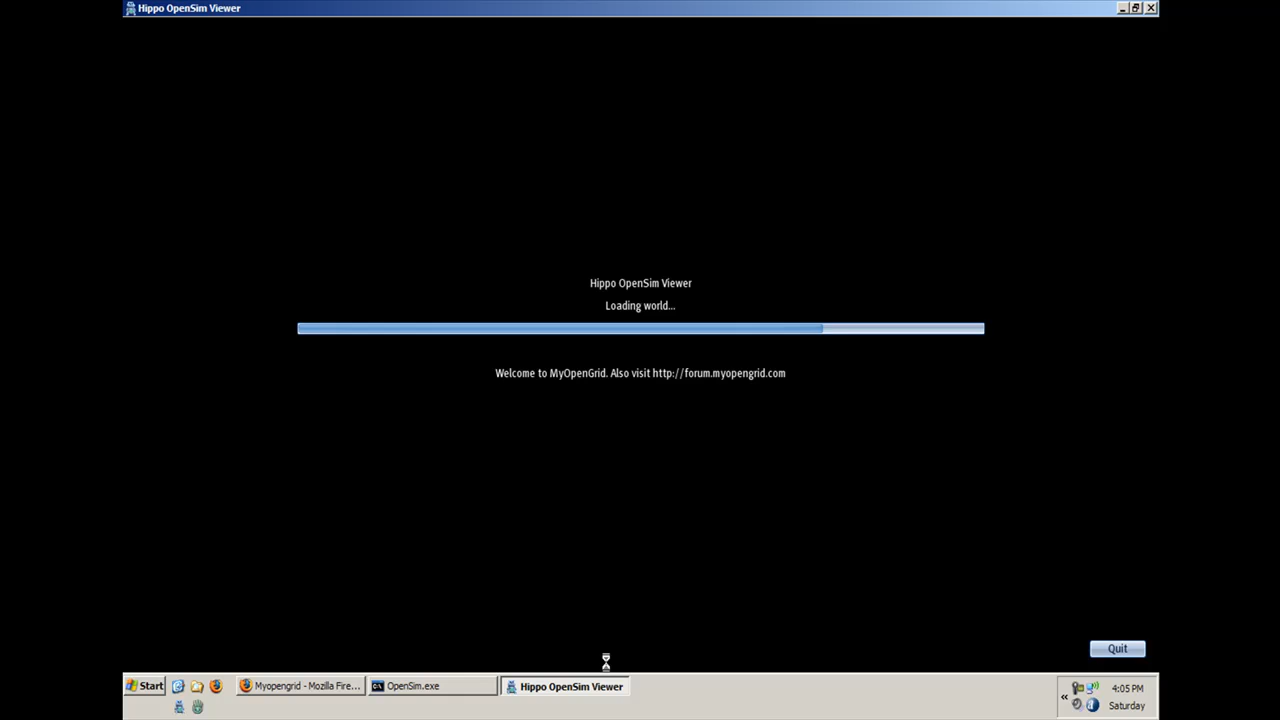 Hippo OpenSim Viewer
Hippo OpenSim Viewer
Loading world...
Welcome to MyOpenGrid. Also visit http://forum.myopengrid.com
Quit
Start
Myopengrid - Mozilla Fire...
OpenSim.exe
Hippo OpenSim Viewer
4:05 PM
Saturday